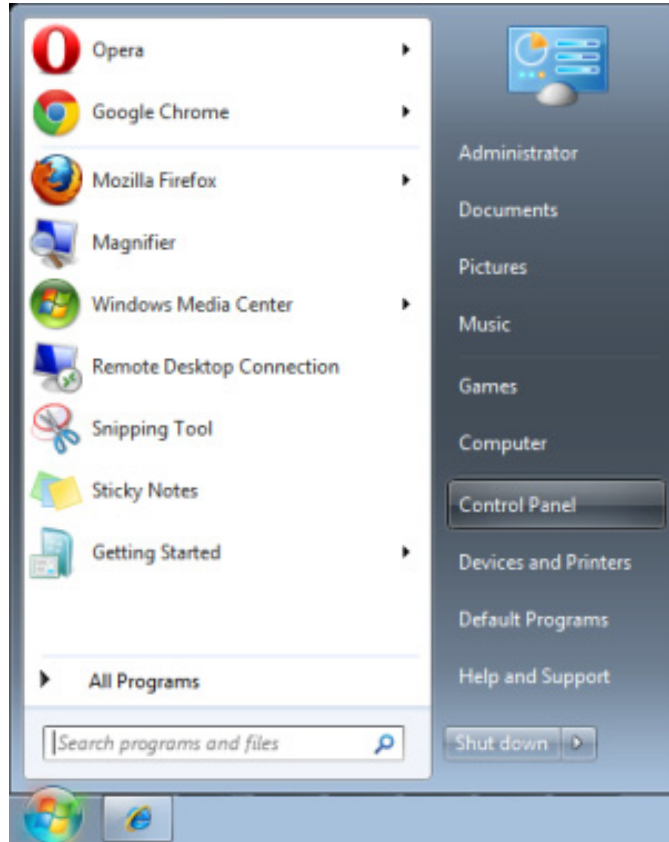 Opera
Google Chrome
Mozilla Firefox
Magnifier
Windows Media Center
Remote Desktop Connection
Snipping Tool
Sticky Notes
Getting Started
All Programs
Search programs and files
Administrator
Documents
Pictures
Music
Games
Computer
Control Panel
Devices and Printers
Default Programs
Help and Support
Shut down